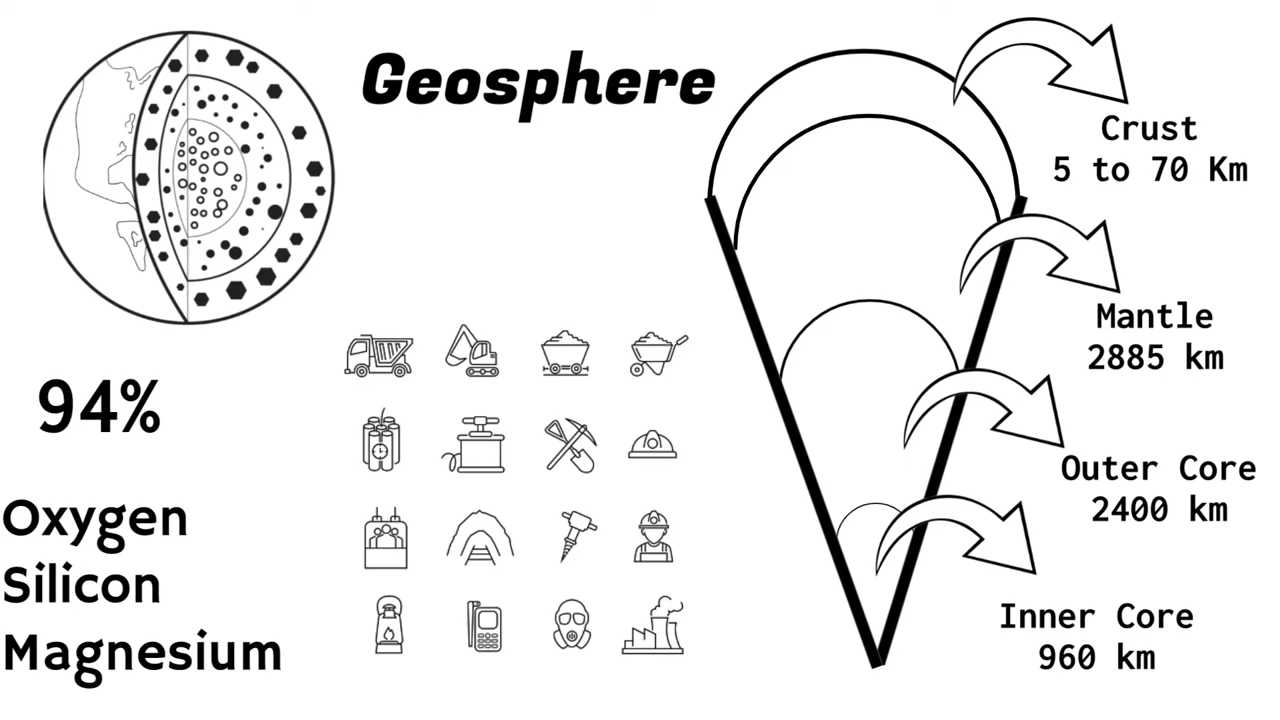 Geosphere
Crust
5 to 70 Km
Mantle
2885 km
Outer Core
2400 km
Inner Core
960 km
94%
Oxygen
Silicon
Magnesium